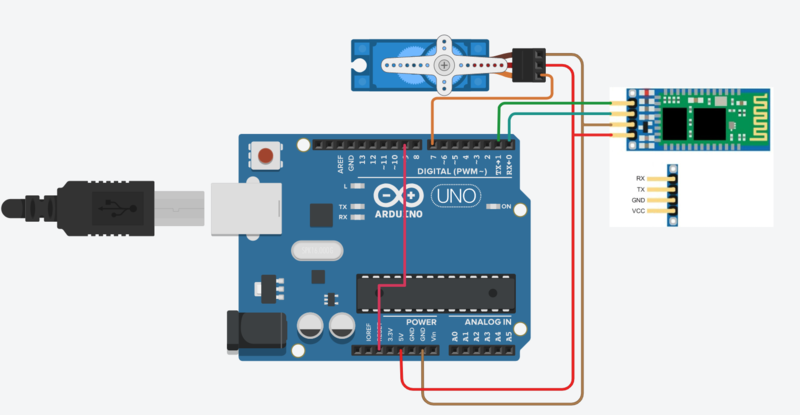 RX
TX
GND
VCC
AREF
GND
13
12
~11
~10
8
7
~6
~5
4
~3
2
TX→1
RX←0
DIGITAL (PWM~)
L
TX
RX
ARDUINO
UNO
ON
POWER
ANALOG IN
IOREF
3.3V
5V
GND
GND
Vin
A0
A1
A2
A3
A4
A5